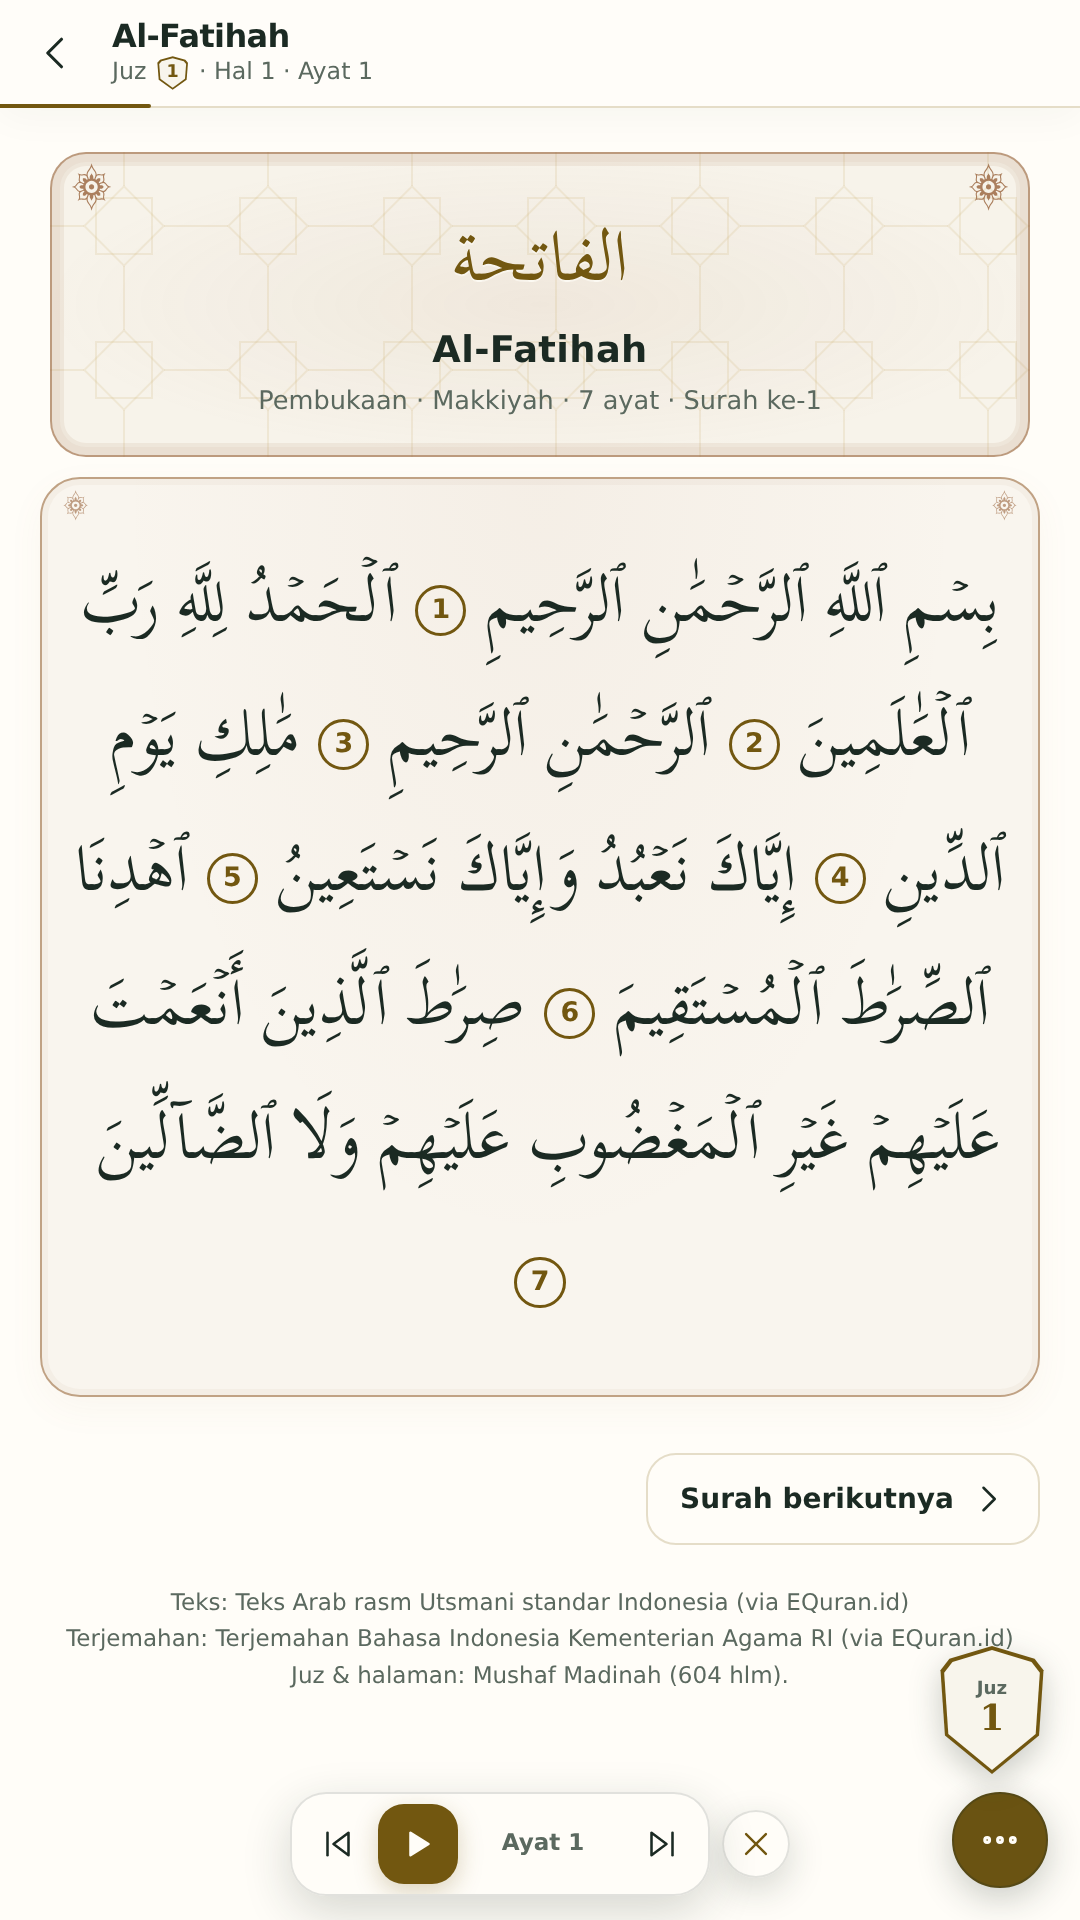 Al-Fatihah
Juz 1 · Hal 1 · Ayat 1
الفاتحة
Al-Fatihah
Pembukaan · Makkiyah · 7 ayat · Surah ke-1
بِسْمِ ٱللَّهِ ٱلرَّحْمَٰنِ ٱلرَّحِيمِ 1 ٱلْحَمْدُ لِلَّهِ رَبِّ
ٱلْعَٰلَمِينَ 2 ٱلرَّحْمَٰنِ ٱلرَّحِيمِ 3 مَٰلِكِ يَوْمِ
ٱلدِّينِ 4 إِيَّاكَ نَعْبُدُ وَإِيَّاكَ نَسْتَعِينُ 5 ٱهْدِنَا
ٱلصِّرَٰطَ ٱلْمُسْتَقِيمَ 6 صِرَٰطَ ٱلَّذِينَ أَنْعَمْتَ
عَلَيْهِمْ غَيْرِ ٱلْمَغْضُوبِ عَلَيْهِمْ وَلَا ٱلضَّآلِّينَ
7
Surah berikutnya
Teks: Teks Arab rasm Utsmani standar Indonesia (via EQuran.id)
Terjemahan: Terjemahan Bahasa Indonesia Kementerian Agama RI (via EQuran.id)
Juz & halaman: Mushaf Madinah (604 hlm).
Juz
1
Ayat 1